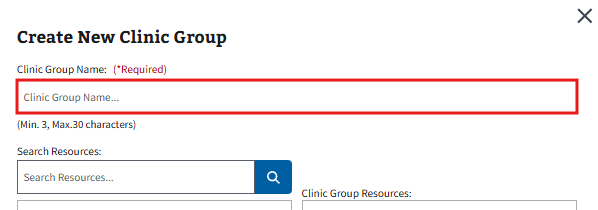 Create New Clinic Group
Clinic Group Name: (*Required)
Clinic Group Name...
(Min. 3, Max.30 characters)
Search Resources:
Search Resources...
Clinic Group Resources: